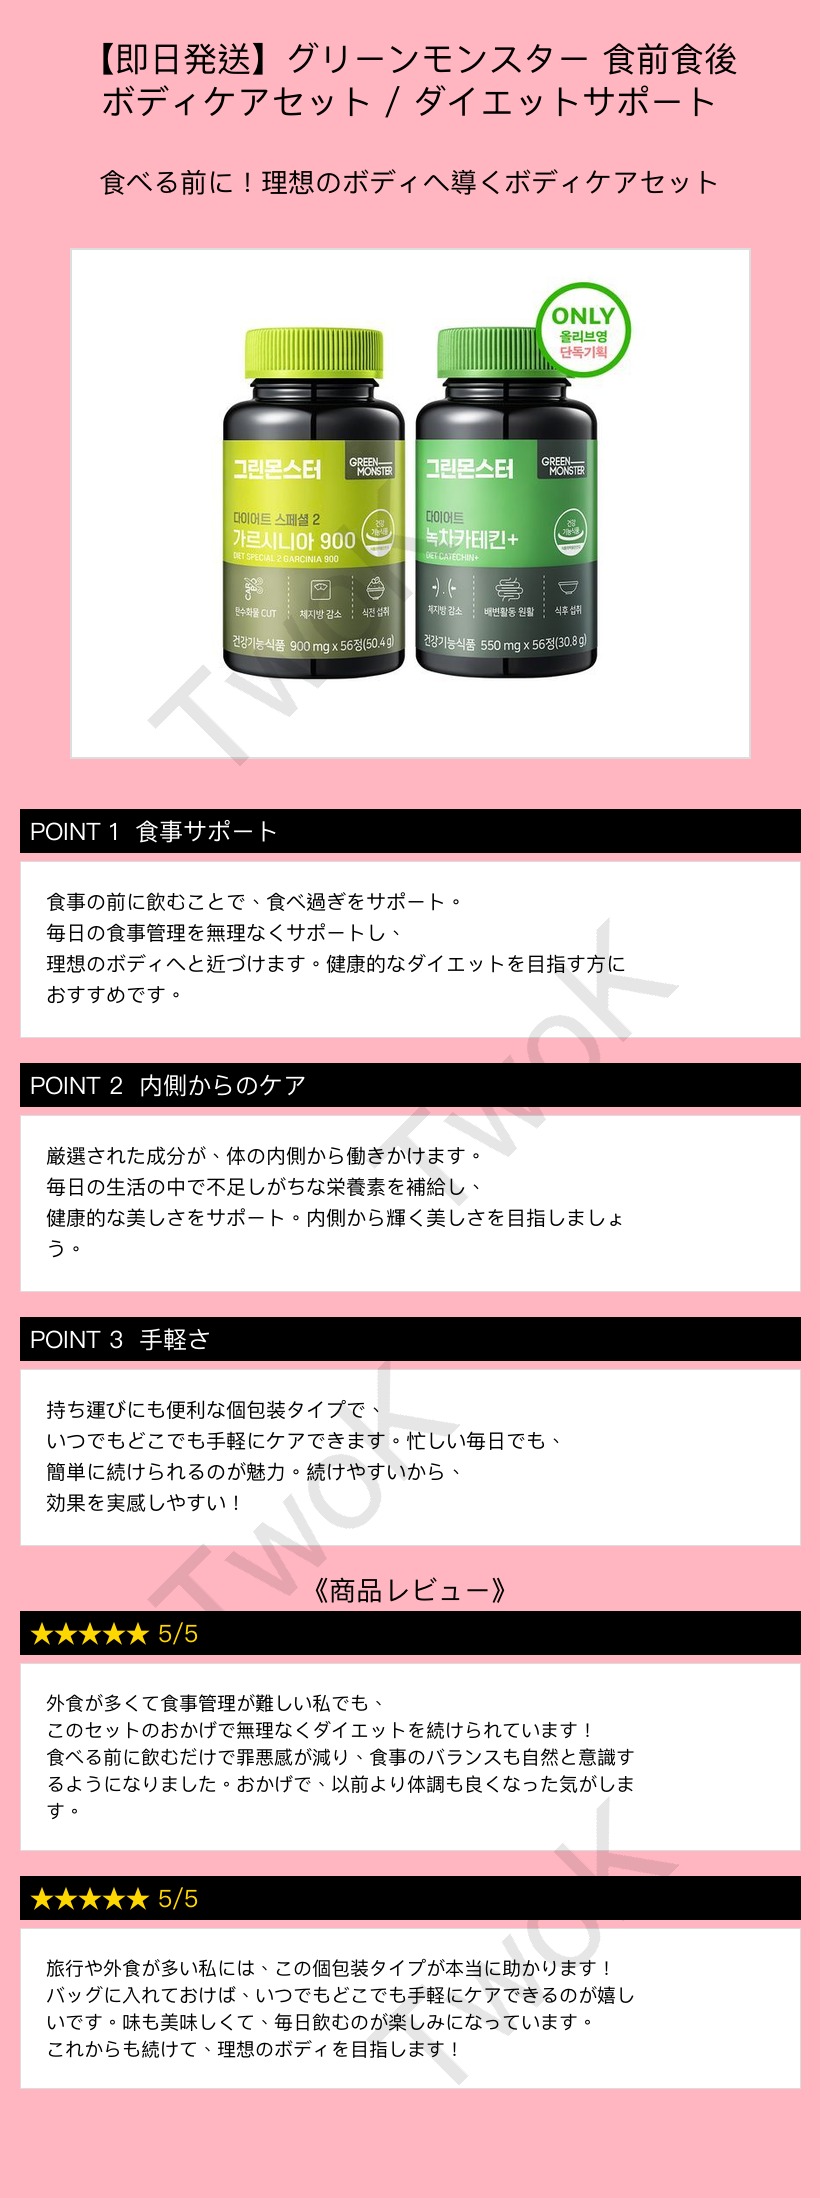 【即日発送】グリーンモンスター 食前食後
ボディケアセット / ダイエットサポート
食べる前に！理想のボディへ導くボディケアセット
ONLY
올리브영
단독기획
그린몬스터
GREEN
MONSTER
다이어트 스페셜 2
가르시니아 900
DIET SPECIAL 2 GARCINIA 900
건강
기능식품
CARB
탄수화물 CUT
체지방 감소
식전 섭취
건강기능식품 900 mg x 56정(50.4 g)
그린몬스터
GREEN
MONSTER
다이어트
녹차카테킨+
DIET CATECHIN+
건강
기능식품
체지방 감소
배변활동 원활
식후 섭취
건강기능식품 550 mg x 56정(30.8 g)
TwoK
POINT 1 食事サポート
食事の前に飲むことで、食べ過ぎをサポート。
毎日の食事管理を無理なくサポートし、
理想のボディへと近づけます。健康的なダイエットを目指す方に
おすすめです。
TwoK
POINT 2 内側からのケア
厳選された成分が、体の内側から働きかけます。
毎日の生活の中で不足しがちな栄養素を補給し、
健康的な美しさをサポート。内側から輝く美しさを目指しましょ
う。
POINT 3 手軽さ
持ち運びにも便利な個包装タイプで、
いつでもどこでも手軽にケアできます。忙しい毎日でも、
簡単に続けられるのが魅力。続けやすいから、
効果を実感しやすい！
TwoK
《商品レビュー》
★★★★★ 5/5
外食が多くて食事管理が難しい私でも、
このセットのおかげで無理なくダイエットを続けられています！
食べる前に飲むだけで罪悪感が減り、食事のバランスも自然と意識す
るようになりました。おかげで、以前より体調も良くなった気がしま
す。
★★★★★ 5/5
旅行や外食が多い私には、この個包装タイプが本当に助かります！
バッグに入れておけば、いつでもどこでも手軽にケアできるのが嬉し
いです。味も美味しくて、毎日飲むのが楽しみになっています。
これからも続けて、理想のボディを目指します！
TwoK